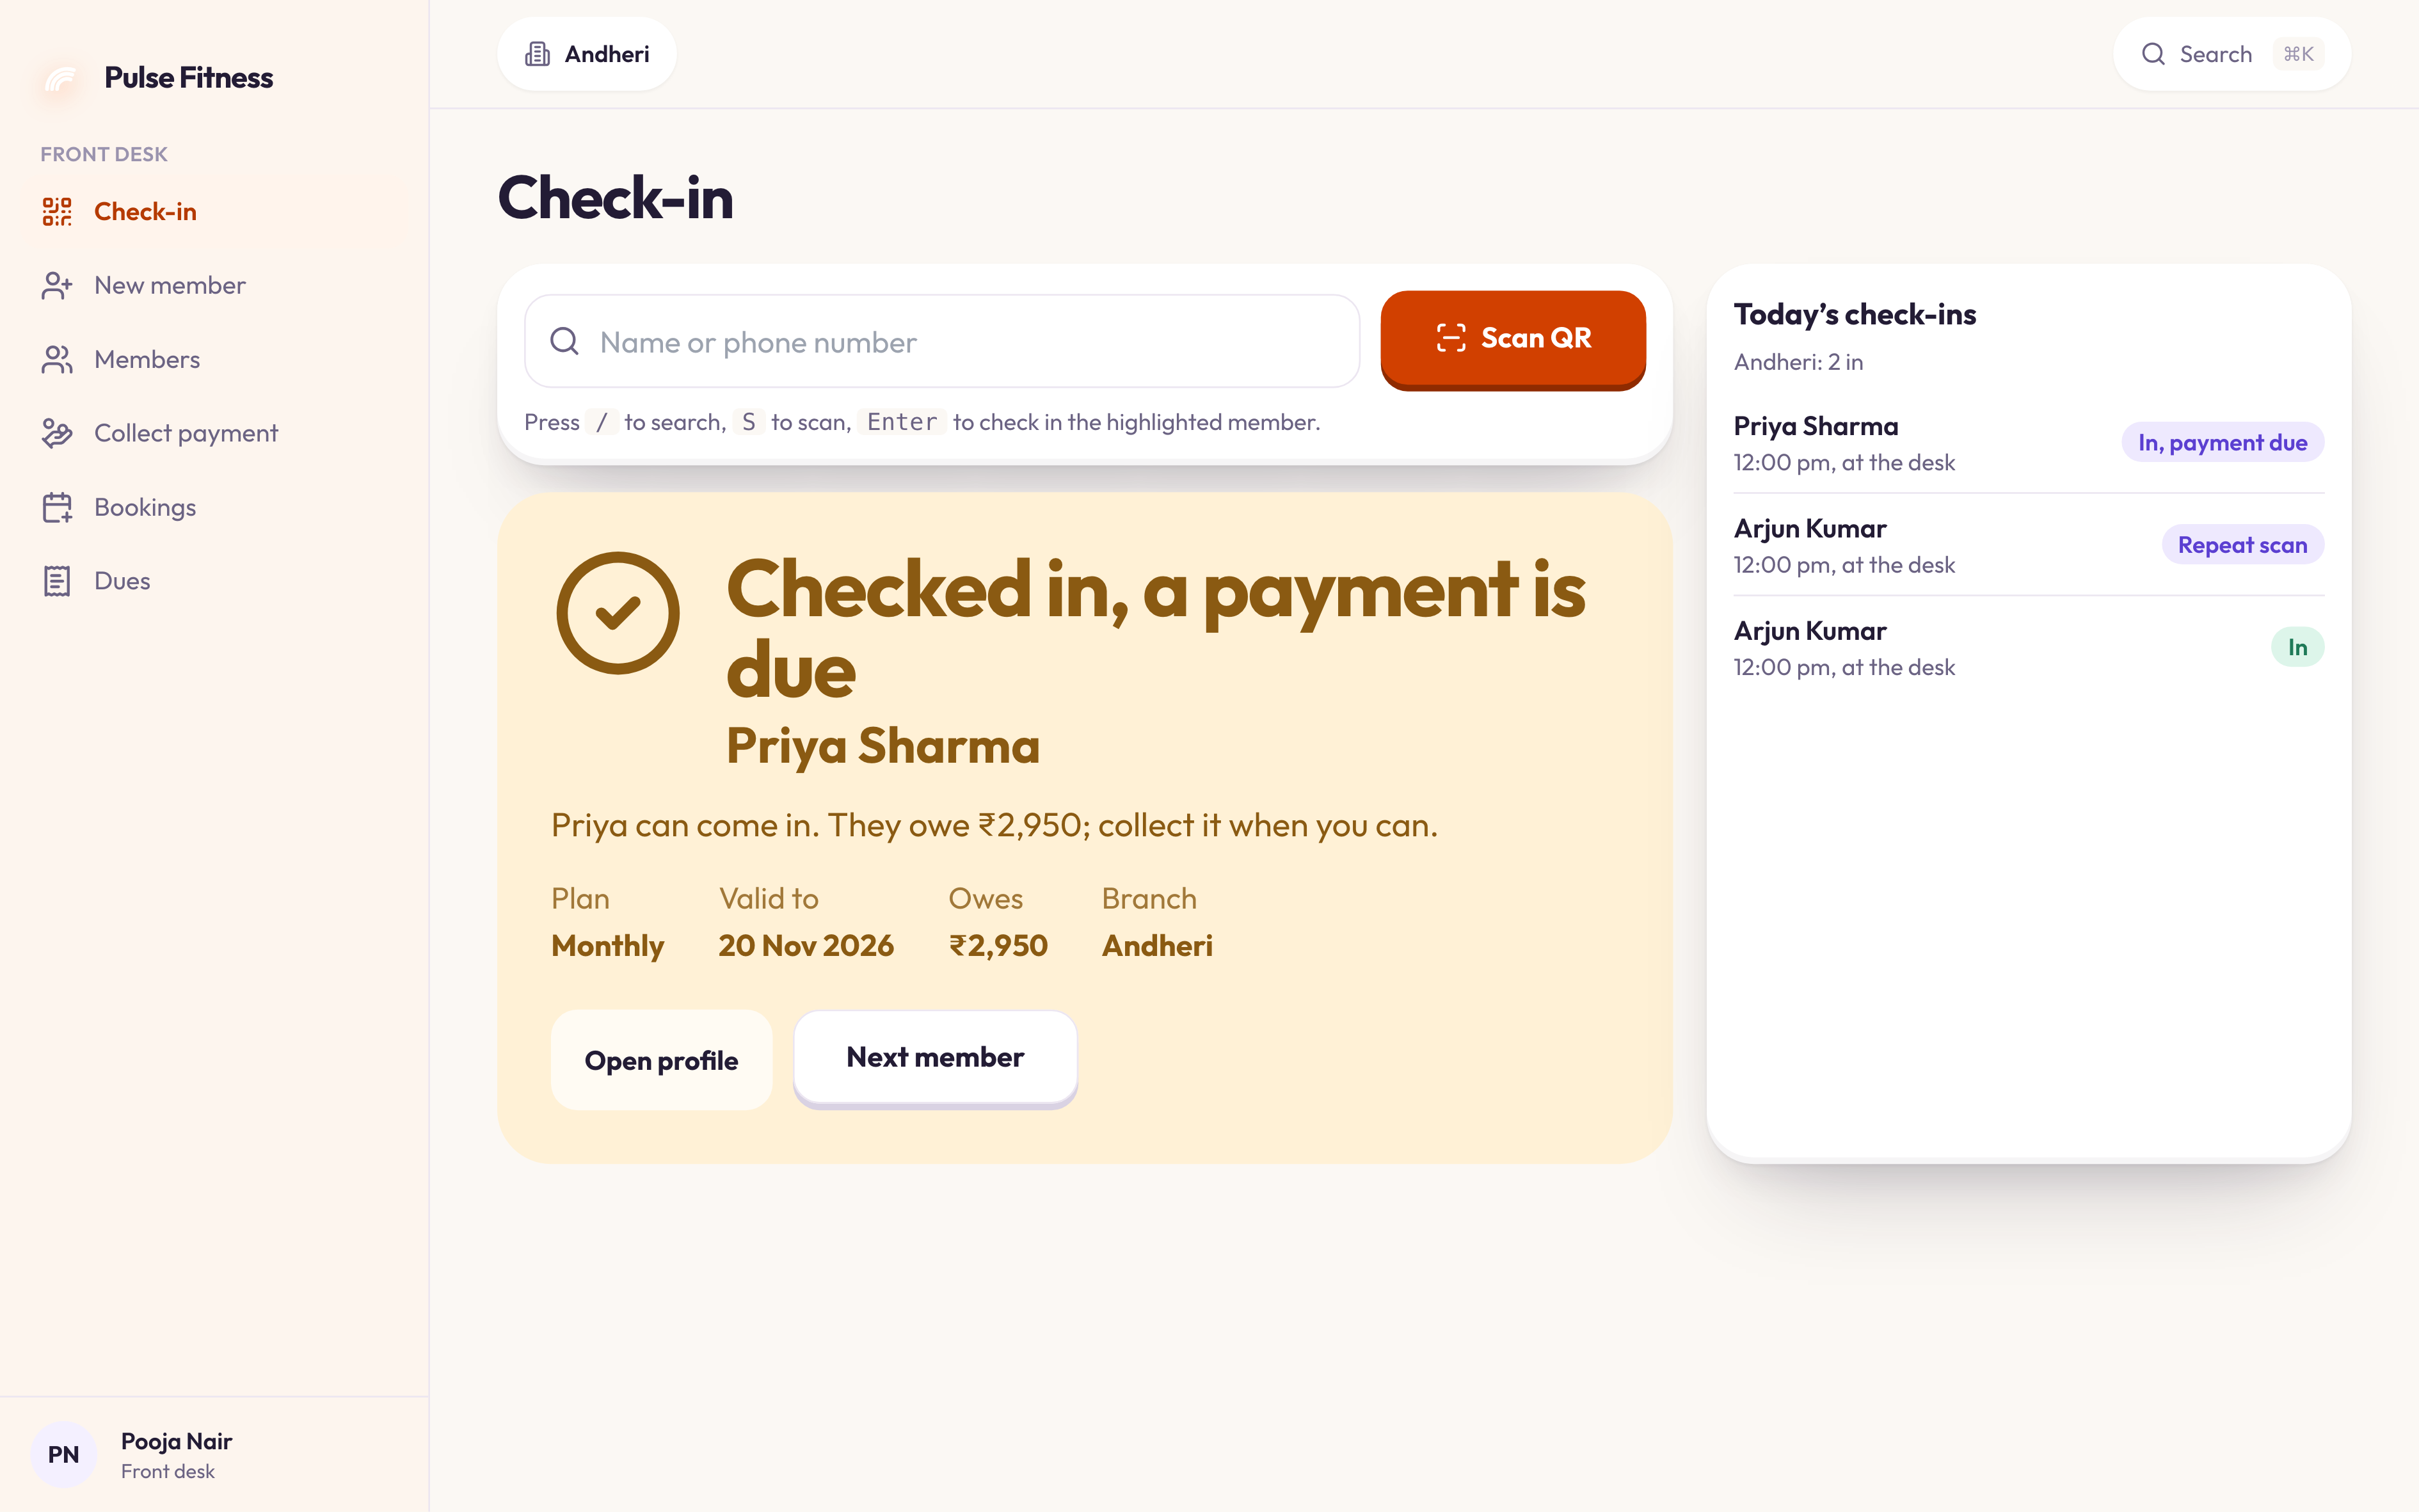 Pulse Fitness
FRONT DESK
Check-in
New member
Members
Collect payment
Bookings
Dues
PN
Pooja Nair
Front desk
Andheri
Search ⌘K
Check-in
Name or phone number
Scan QR
Press / to search, S to scan, Enter to check in the highlighted member.
Checked in, a payment is
due
Priya Sharma
Priya can come in. They owe ₹2,950; collect it when you can.
Plan Valid to Owes Branch
Monthly 20 Nov 2026 ₹2,950 Andheri
Open profile Next member
Today’s check-ins
Andheri: 2 in
Priya Sharma
12:00 pm, at the desk
In, payment due
Arjun Kumar
12:00 pm, at the desk
Repeat scan
Arjun Kumar
12:00 pm, at the desk
In